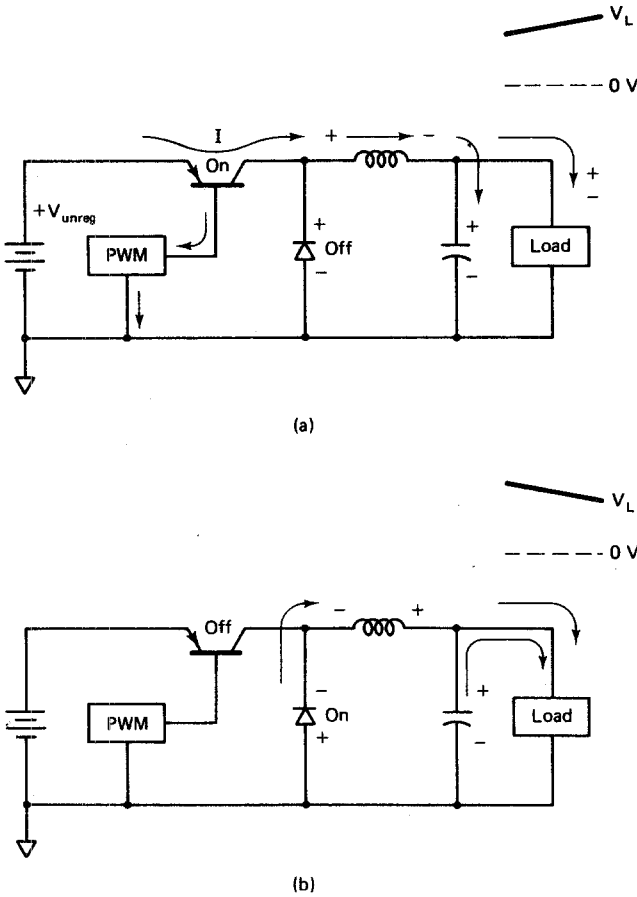 V_L
0 V
I
On
+ -
+
-
+V_unreg
PWM
+
Off
-
+
-
Load
(a)
V_L
0 V
Off
- +
PWM
-
On
+
+
-
Load
(b)